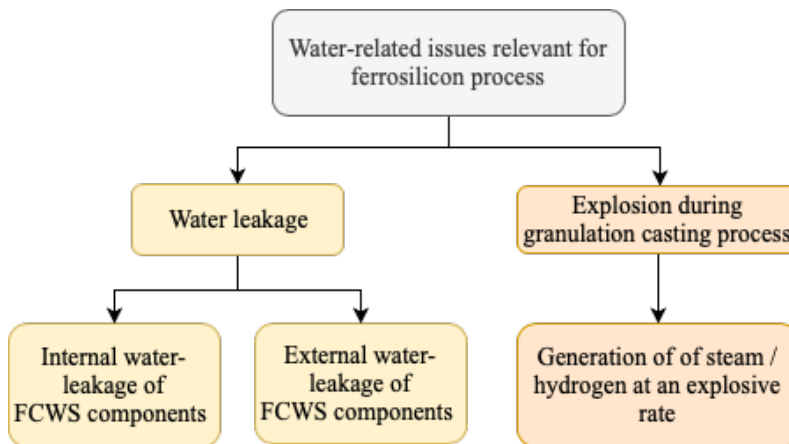 Water-related issues relevant for
ferrosilicon process
Water leakage
Explosion during
granulation casting process
Internal water-
leakage of
FCWS components
External water-
leakage of
FCWS components
Generation of of steam /
hydrogen at an explosive
rate